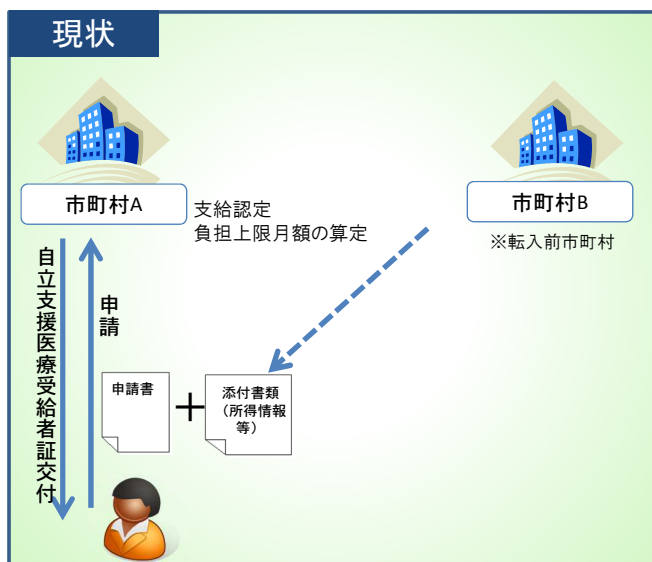 現状
市町村A
支給認定
負担上限月額の算定
市町村B
※転入前市町村
自立支援医療受給者証交付
申請
申請書
添付書類
（所得情報
等）